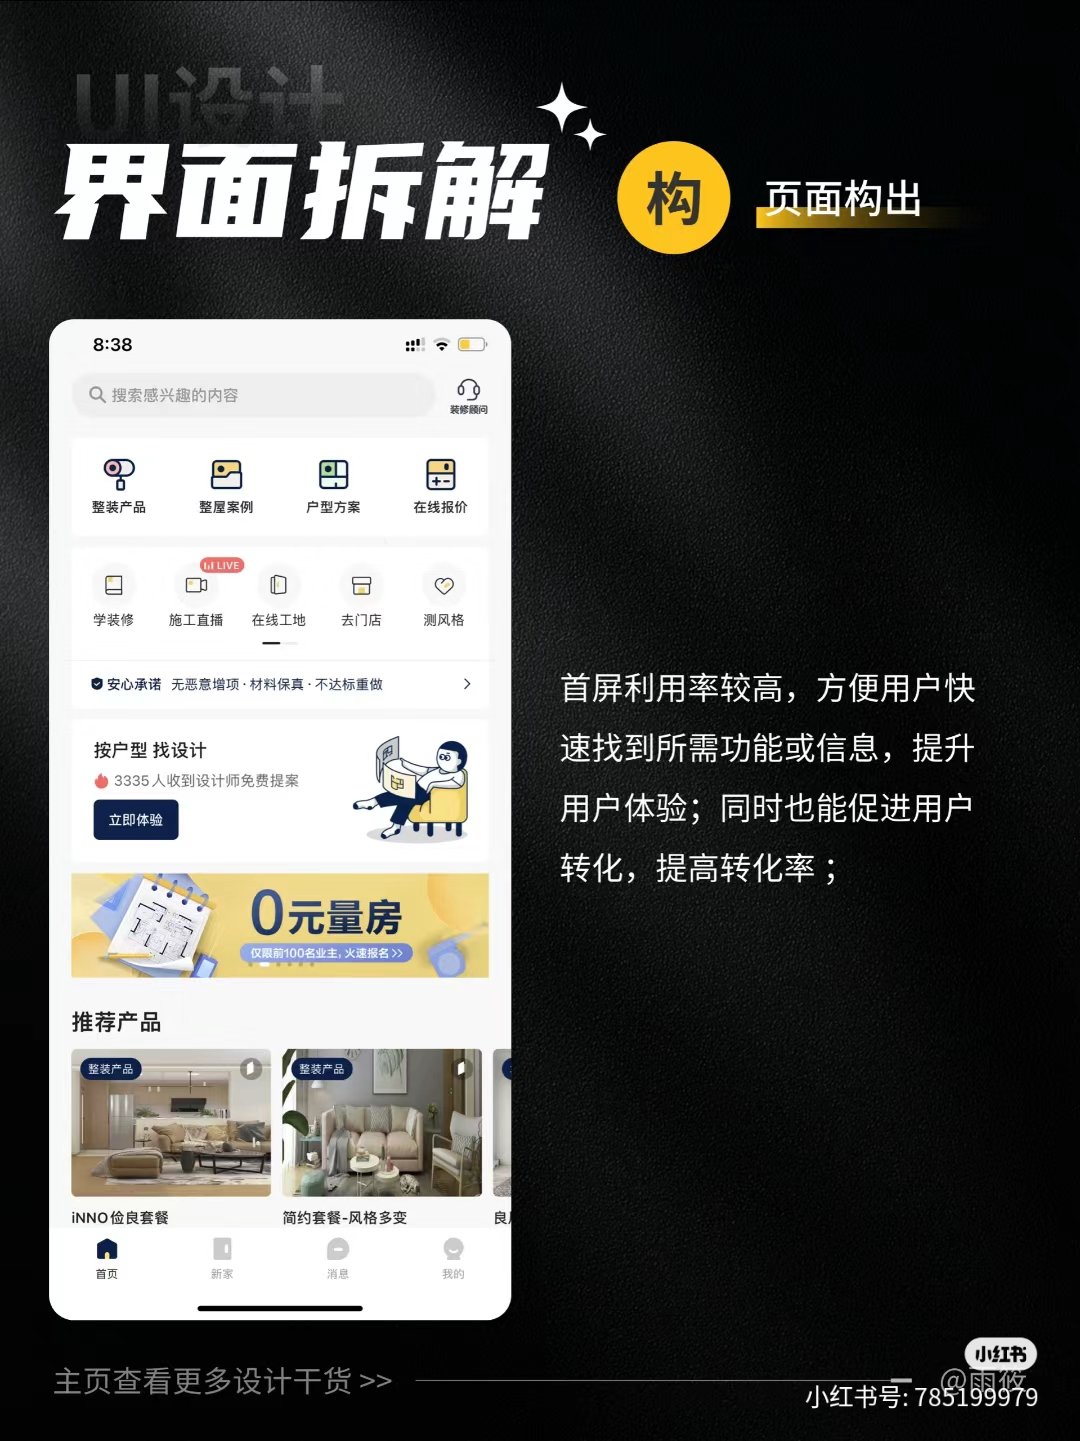 UI设计
界面拆解
构
页面构出
8:38
搜索感兴趣的内容
装修顾问
整装产品
整屋案例
户型方案
在线报价
LIVE
学装修
施工直播
在线工地
去门店
测风格
安心承诺 无恶意增项·材料保真·不达标重做
按户型 找设计
3335人收到设计师免费提案
立即体验
0元量房
仅限前100名业主，火速报名>>
推荐产品
整装产品
整装产品
iNNO俭良套餐
简约套餐-风格多变
良
首页
新家
消息
我的
首屏利用率较高，方便用户快
速找到所需功能或信息，提升
用户体验；同时也能促进用户
转化，提高转化率；
主页查看更多设计干货 >>
小红书
@雨筱
小红书号: 785199979